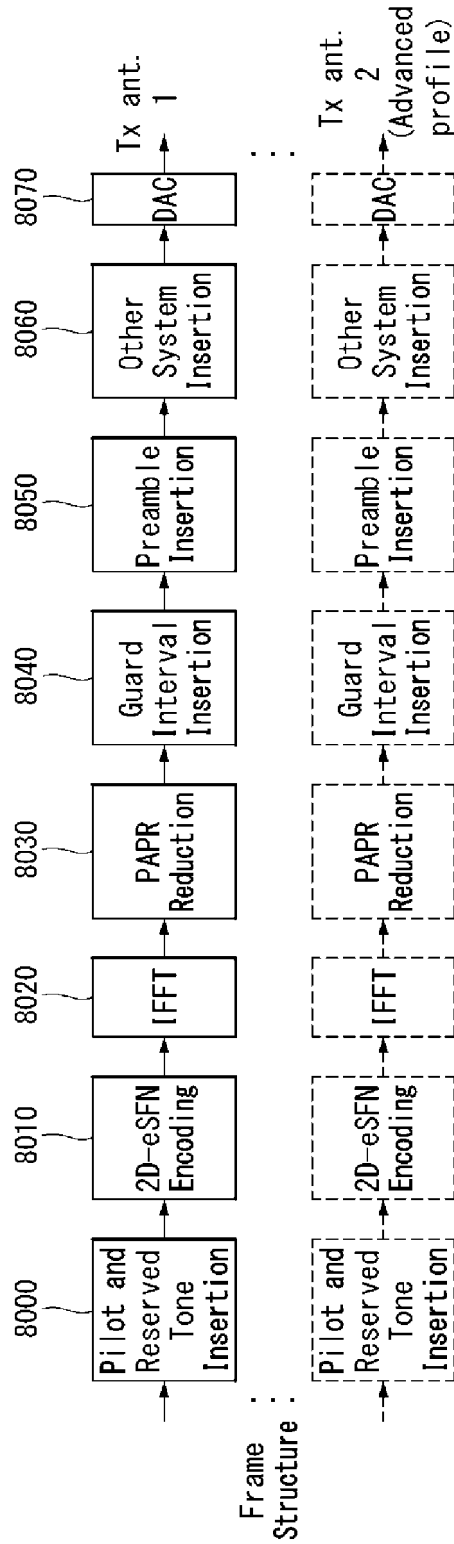 8000
8010
8020
8030
8040
8050
8060
8070
Pilot and
Reserved
Tone
Insertion
2D-eSFN
Encoding
IFFT
PAPR
Reduction
Guard
Interval
Insertion
Preamble
Insertion
Other
System
Insertion
DAC
Tx ant.
1
Frame
Structure
. . .
. . .
Pilot and
Reserved
Tone
Insertion
2D-eSFN
Encoding
IFFT
PAPR
Reduction
Guard
Interval
Insertion
Preamble
Insertion
Other
System
Insertion
DAC
Tx ant.
2
(Advanced
profile)